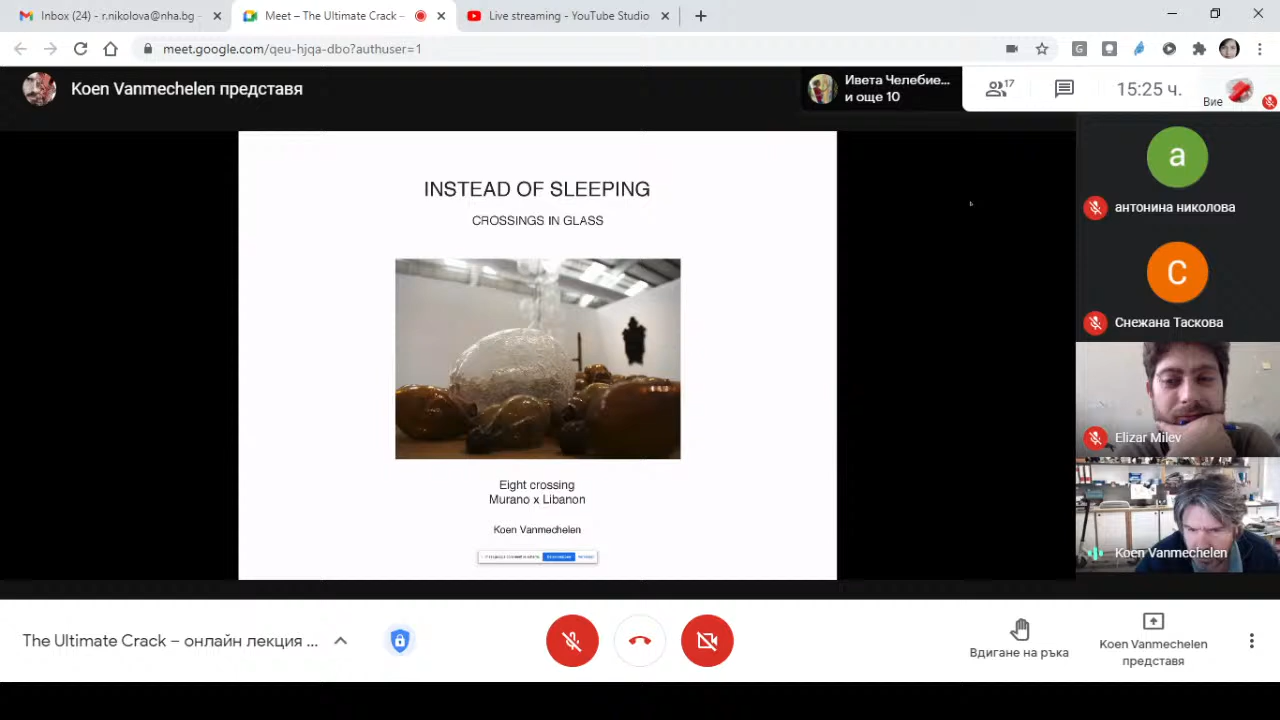 Inbox (24) - r.nikolova@nha.bg -
Meet – The Ultimate Crack –
Live streaming - YouTube Studio
meet.google.com/qeu-hjqa-dbo?authuser=1
Koen Vanmechelen представя
Ивета Челебие...
и още 10
17
15:25 ч.
Вие
INSTEAD OF SLEEPING
CROSSINGS IN GLASS
Eight crossing
Murano x Libanon
Koen Vanmechelen
a
антонина николова
С
Снежана Таскова
Elizar Milev
Koen Vanmechelen
The Ultimate Crack – онлайн лекция ...
Вдигане на ръка
Koen Vanmechelen
представя